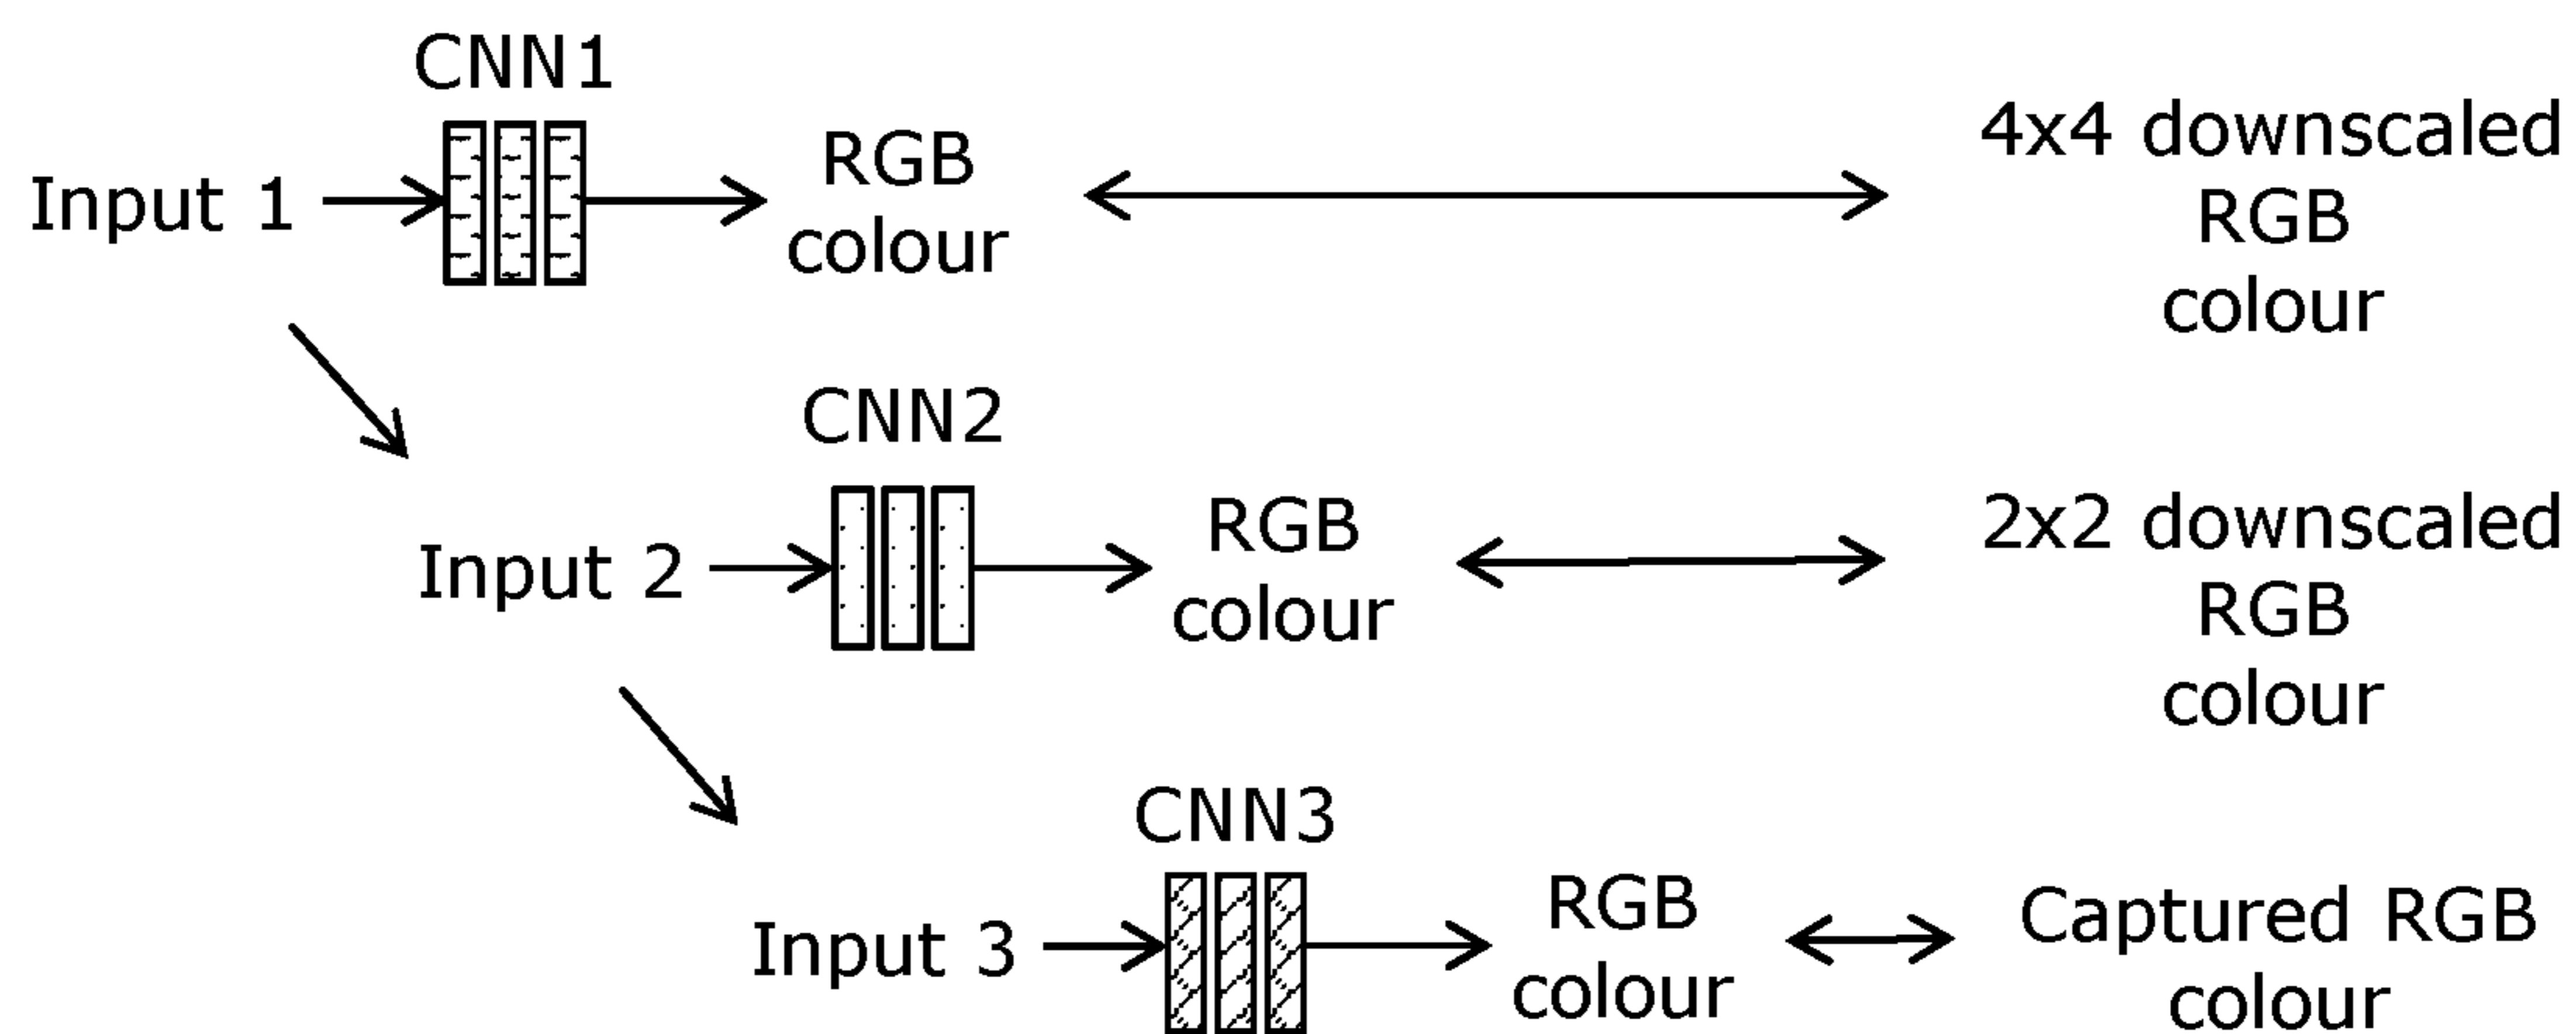 CNN1
Input 1
RGB
colour
4x4 downscaled
RGB
colour
CNN2
Input 2
RGB
colour
2x2 downscaled
RGB
colour
CNN3
Input 3
RGB
colour
Captured RGB
colour